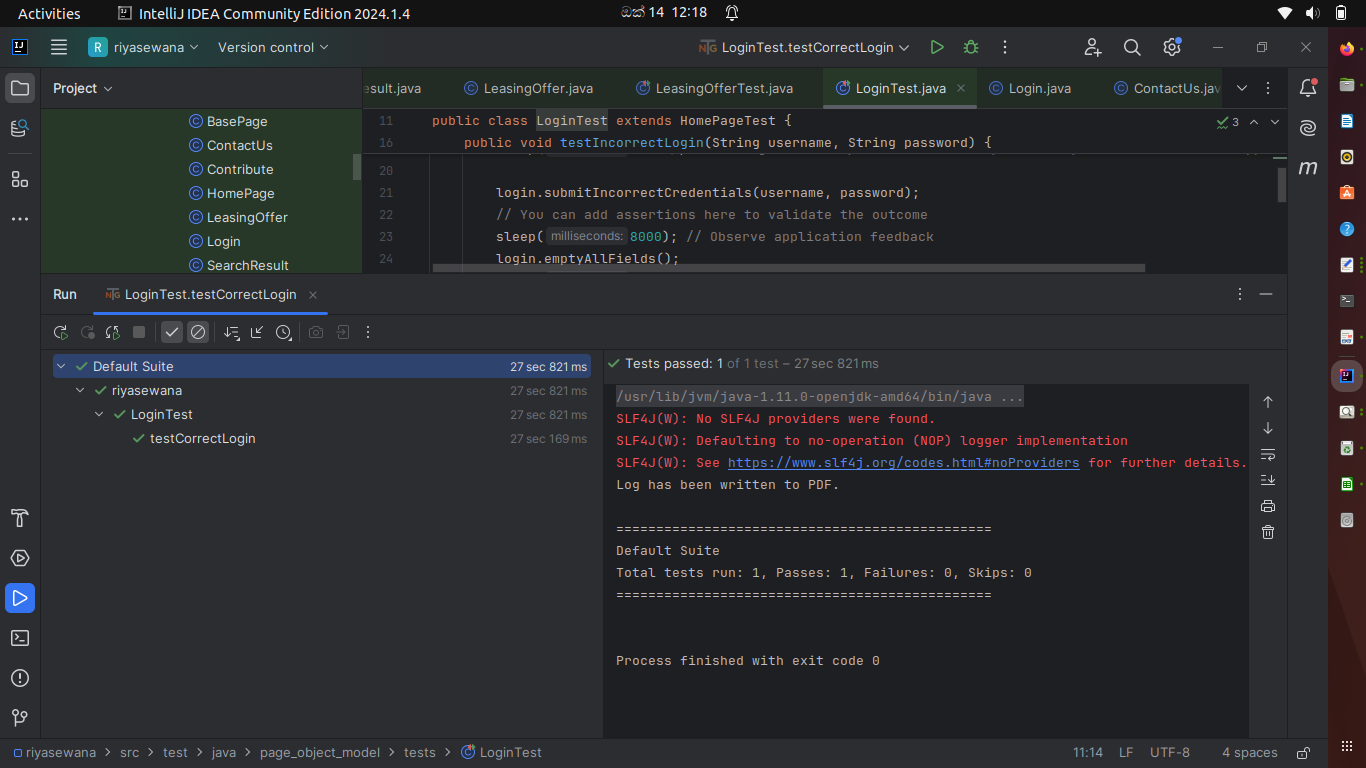 Activities
IntelliJ IDEA Community Edition 2024.1.4
ඔක් 14 12:18
R riyasewana
Version control
LoginTest.testCorrectLogin
Project
esult.java
LeasingOffer.java
LeasingOfferTest.java
LoginTest.java
Login.java
ContactUs.jav
BasePage
ContactUs
Contribute
HomePage
LeasingOffer
Login
SearchResult
11 public class LoginTest extends HomePageTest {
3
16 public void testIncorrectLogin(String username, String password) {
20
21 login.submitIncorrectCredentials(username, password);
22 // You can add assertions here to validate the outcome
23 sleep( milliseconds: 8000); // Observe application feedback
24 login.emptyAllFields();
Run
LoginTest.testCorrectLogin
Default Suite 27 sec 821 ms
riyasewana 27 sec 821 ms
LoginTest 27 sec 821 ms
testCorrectLogin 27 sec 169 ms
Tests passed: 1 of 1 test – 27 sec 821 ms
/usr/lib/jvm/java-1.11.0-openjdk-amd64/bin/java ...
SLF4J(W): No SLF4J providers were found.
SLF4J(W): Defaulting to no-operation (NOP) logger implementation
SLF4J(W): See https://www.slf4j.org/codes.html#noProviders for further details.
Log has been written to PDF.
===============================================
Default Suite
Total tests run: 1, Passes: 1, Failures: 0, Skips: 0
===============================================
Process finished with exit code 0
riyasewana > src > test > java > page_object_model > tests > LoginTest
11:14 LF UTF-8 4 spaces